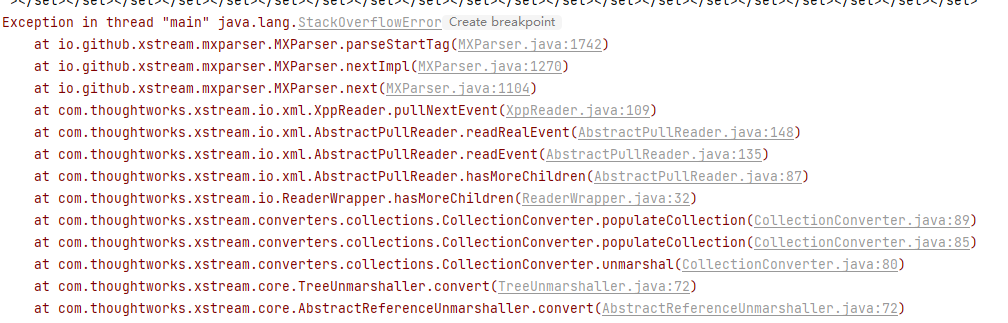 ></set></set></set></set></set></set></set></set></set></set></set></set></set></set></set></set></set></set>
Exception in thread "main" java.lang.StackOverflowError Create breakpoint
at io.github.xstream.mxparser.MXParser.parseStartTag(MXParser.java:1742)
at io.github.xstream.mxparser.MXParser.nextImpl(MXParser.java:1270)
at io.github.xstream.mxparser.MXParser.next(MXParser.java:1104)
at com.thoughtworks.xstream.io.xml.XppReader.pullNextEvent(XppReader.java:109)
at com.thoughtworks.xstream.io.xml.AbstractPullReader.readRealEvent(AbstractPullReader.java:148)
at com.thoughtworks.xstream.io.xml.AbstractPullReader.readEvent(AbstractPullReader.java:135)
at com.thoughtworks.xstream.io.xml.AbstractPullReader.hasMoreChildren(AbstractPullReader.java:87)
at com.thoughtworks.xstream.io.ReaderWrapper.hasMoreChildren(ReaderWrapper.java:32)
at com.thoughtworks.xstream.converters.collections.CollectionConverter.populateCollection(CollectionConverter.java:89)
at com.thoughtworks.xstream.converters.collections.CollectionConverter.populateCollection(CollectionConverter.java:85)
at com.thoughtworks.xstream.converters.collections.CollectionConverter.unmarshal(CollectionConverter.java:80)
at com.thoughtworks.xstream.core.TreeUnmarshaller.convert(TreeUnmarshaller.java:72)
at com.thoughtworks.xstream.core.AbstractReferenceUnmarshaller.convert(AbstractReferenceUnmarshaller.java:72)